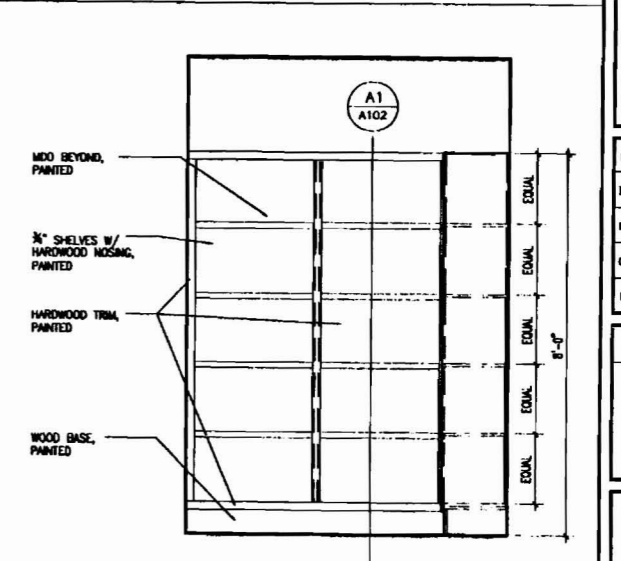 A1
A102
MDO BEYOND,
PAINTED
¾" SHELVES W/
HARDWOOD NOSING,
PAINTED
HARDWOOD TRIM,
PAINTED
WOOD BASE,
PAINTED
EQUAL
EQUAL
EQUAL
EQUAL
EQUAL
8'-0"